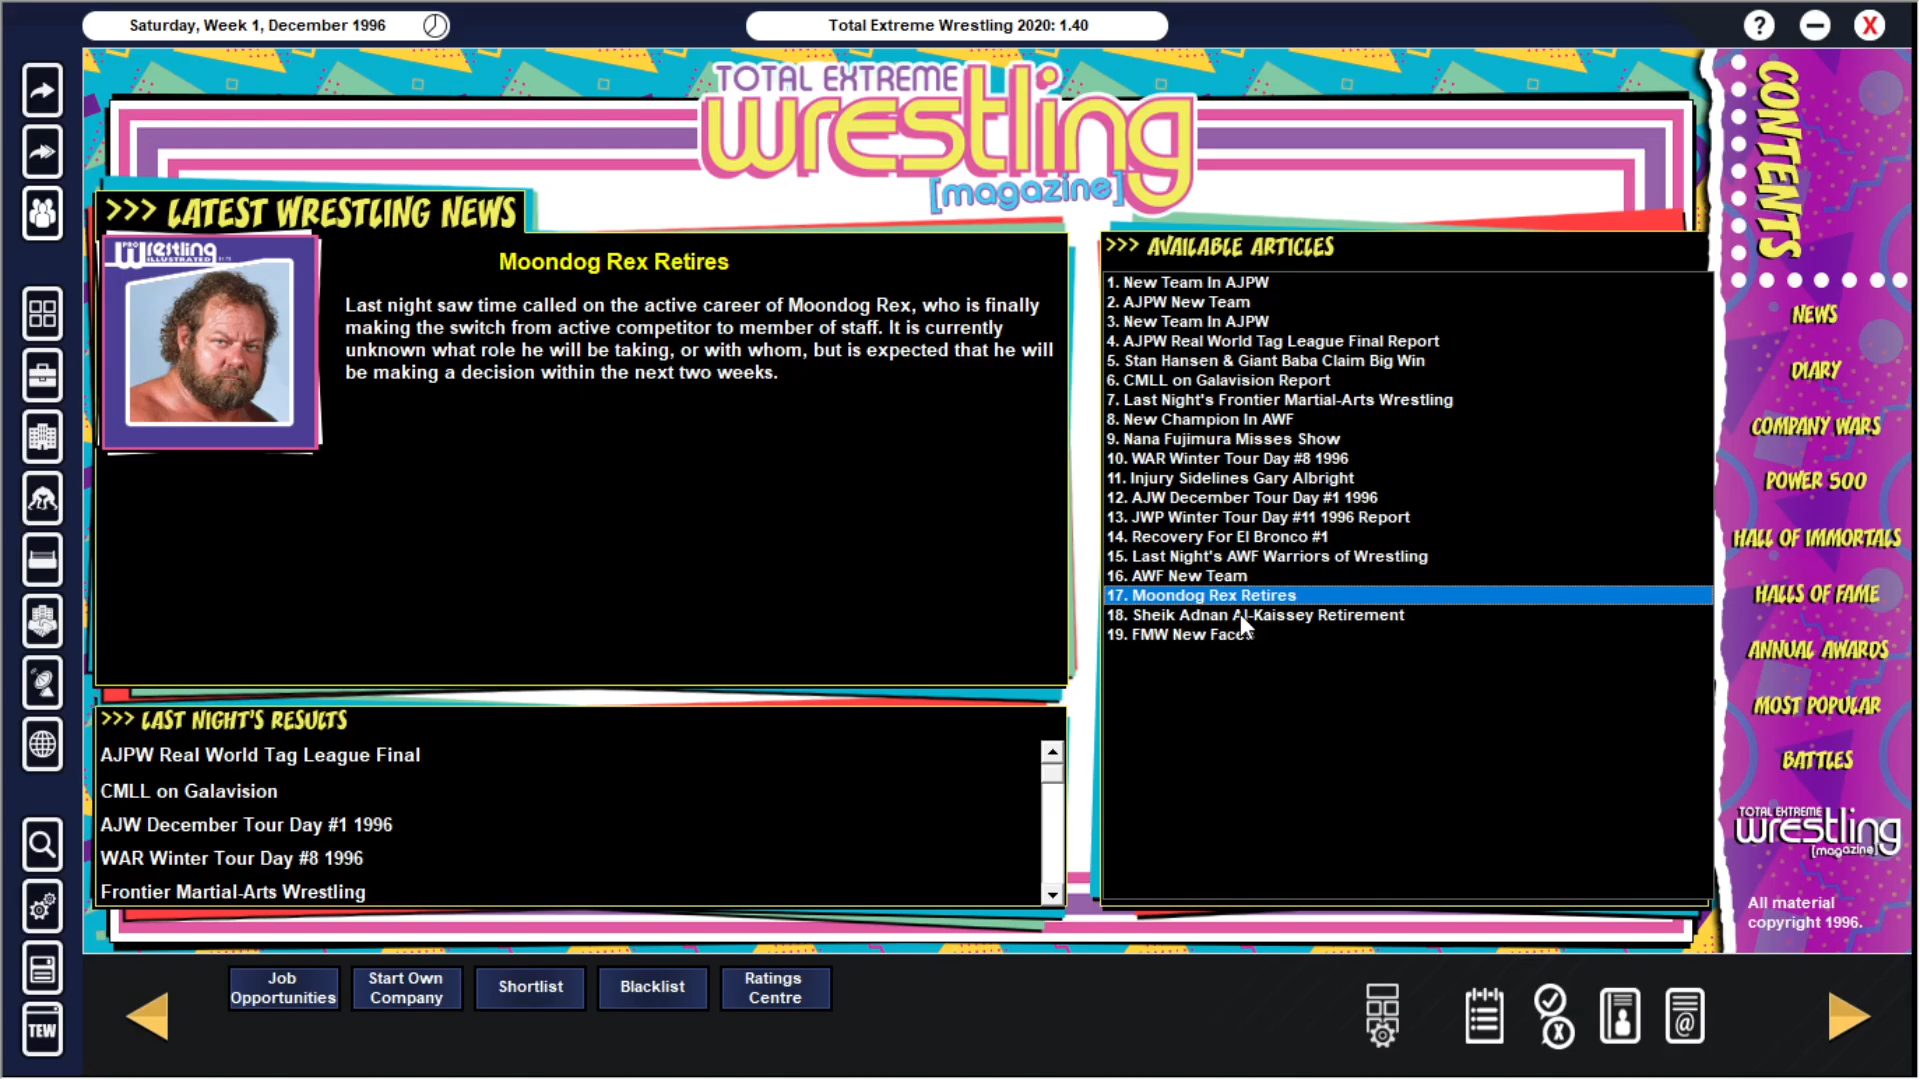 Saturday, Week 1, December 1996
Total Extreme Wrestling 2020: 1.40
?
X
TOTAL EXTREME
wrestling
[magazine]
CONTENTS
>>> LATEST WRESTLING NEWS
PRO
Wrestling
ILLUSTRATED
Moondog Rex Retires
Last night saw time called on the active career of Moondog Rex, who is finally
making the switch from active competitor to member of staff. It is currently
unknown what role he will be taking, or with whom, but is expected that he will
be making a decision within the next two weeks.
>>> AVAILABLE ARTICLES
1. New Team In AJPW
2. AJPW New Team
3. New Team In AJPW
4. AJPW Real World Tag League Final Report
5. Stan Hansen & Giant Baba Claim Big Win
6. CMLL on Galavision Report
7. Last Night's Frontier Martial-Arts Wrestling
8. New Champion In AWF
9. Nana Fujimura Misses Show
10. WAR Winter Tour Day #8 1996
11. Injury Sidelines Gary Albright
12. AJW December Tour Day #1 1996
13. JWP Winter Tour Day #11 1996 Report
14. Recovery For El Bronco #1
15. Last Night's AWF Warriors of Wrestling
16. AWF New Team
17. Moondog Rex Retires
18. Sheik Adnan Al-Kaissey Retirement
19. FMW New Face
NEWS
DIARY
COMPANY WARS
POWER 500
HALL OF IMMORTALS
HALLS OF FAME
ANNUAL AWARDS
MOST POPULAR
BATTLES
TOTAL EXTREME
wrestling
[magazine]
All material
copyright 1996.
>>> LAST NIGHT'S RESULTS
AJPW Real World Tag League Final
CMLL on Galavision
AJW December Tour Day #1 1996
WAR Winter Tour Day #8 1996
Frontier Martial-Arts Wrestling
TEW
Job
Opportunities
Start Own
Company
Shortlist
Blacklist
Ratings
Centre
@